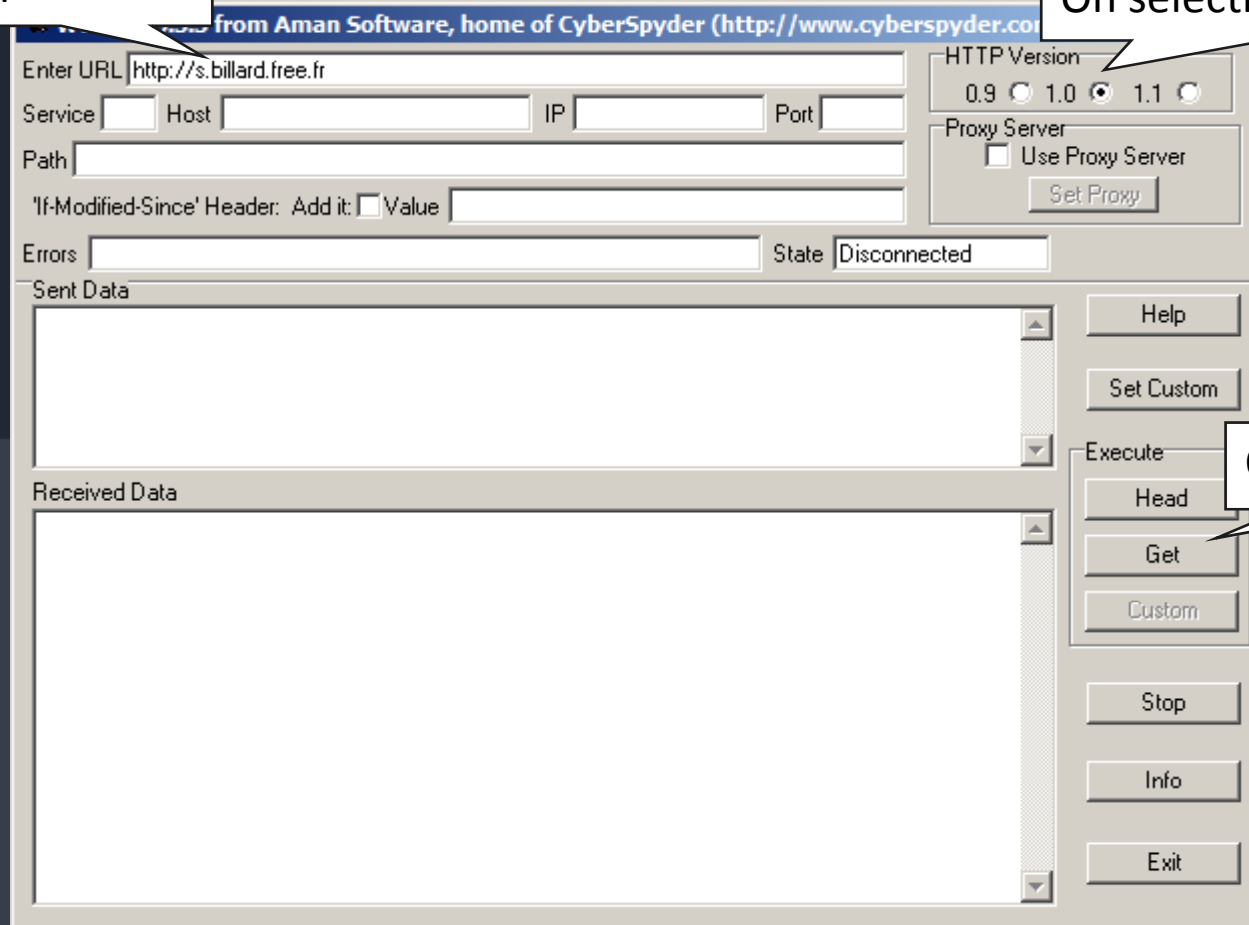 On selecti
from Aman Software, home of CyberSpyder (http://www.cyberspyder.com
Enter URL http://s.billard.free.fr
HTTP Version
0.9 1.0 1.1
Service Host IP Port
Proxy Server
Use Proxy Server
Set Proxy
Path
'If-Modified-Since' Header: Add it: Value
Errors State Disconnected
Sent Data
Help
Set Custom
Execute
Received Data
Head
Get
Custom
Stop
Info
Exit